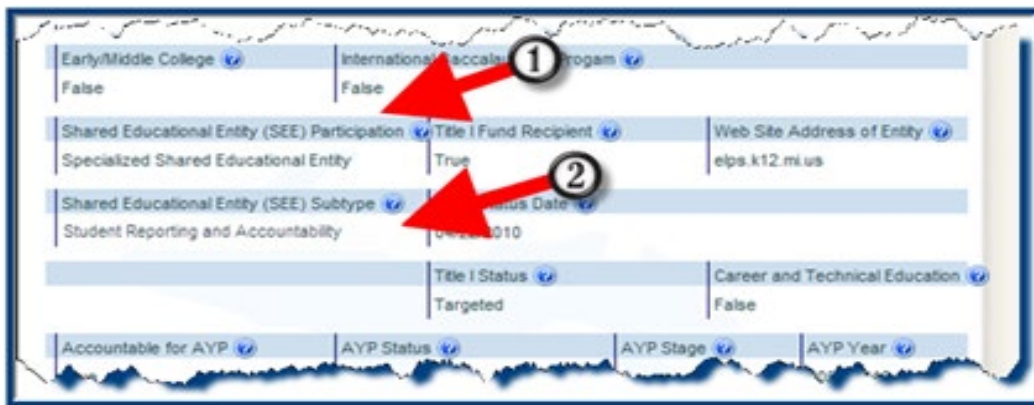 Early/Middle College International Progam
False False
Shared Educational Entity (SEE) Participation Title I Fund Recipient Web Site Address of Entity
Specialized Shared Educational Entity True elps.k12.mi.us
Shared Educational Entity (SEE) Subtype Date
Student Reporting and Accountability 2010
Title I Status Career and Technical Education
Targeted False
Accountable for AYP AYP Status AYP Stage AYP Year
1
2